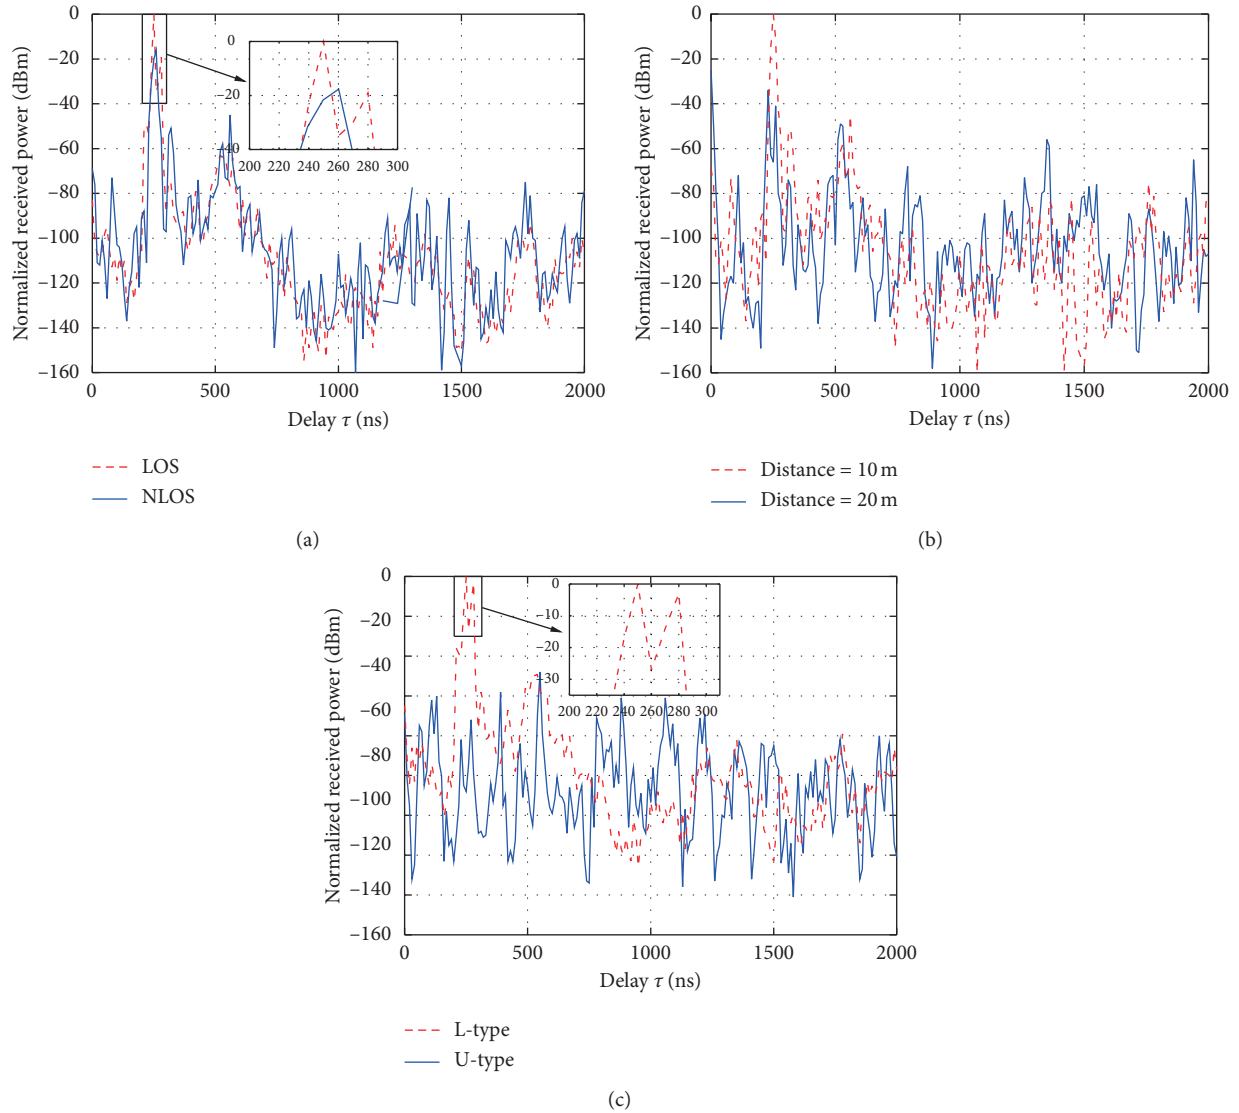 Normalized received power (dBm)
0
−20
−40
−60
−80
−100
−120
−140
−160
0
−20
−40
200 220 240 260 280 300
0 500 1000 1500 2000
Delay τ (ns)
LOS
NLOS
(a)
Normalized received power (dBm)
0
−20
−40
−60
−80
−100
−120
−140
−160
0 500 1000 1500 2000
Delay τ (ns)
Distance = 10 m
Distance = 20 m
(b)
Normalized received power (dBm)
0
−20
−40
−60
−80
−100
−120
−140
−160
0
−10
−20
−30
200 220 240 260 280 300
0 500 1000 1500 2000
Delay τ (ns)
L-type
U-type
(c)